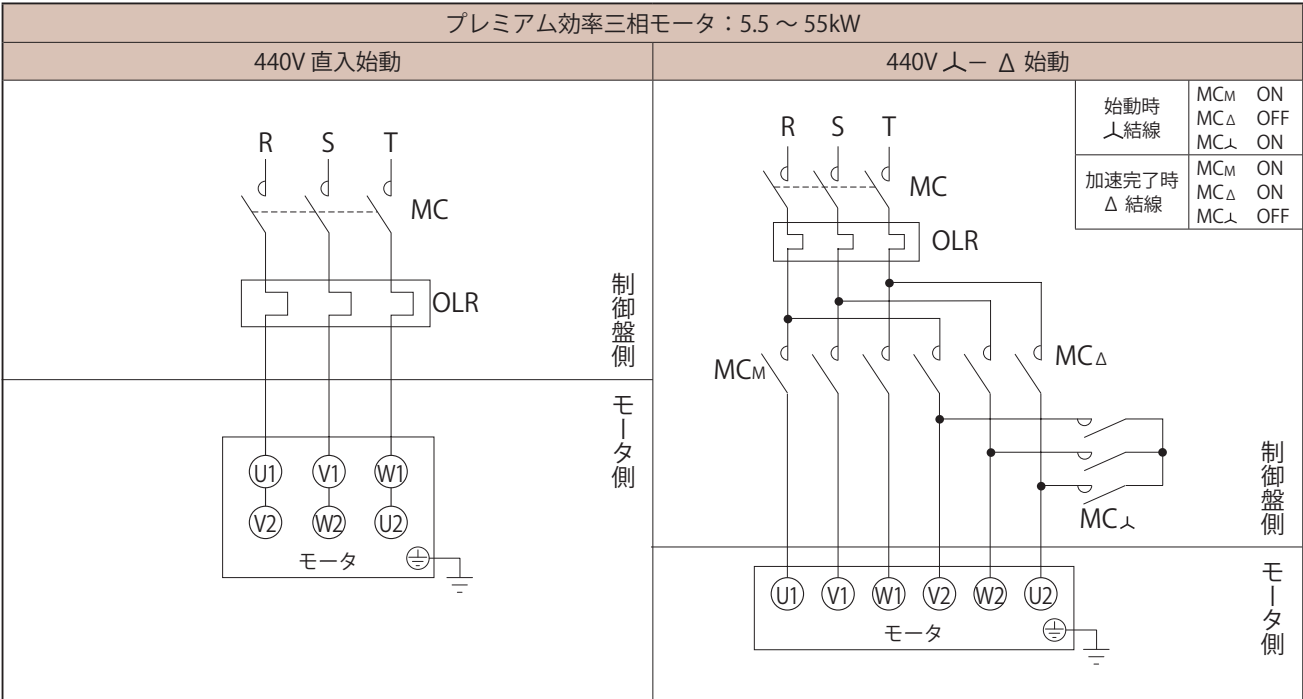 プレミアム効率三相モータ：5.5 ～ 55kW
440V 直入始動
440V 人－ Δ 始動
R S T
MC
OLR
制御盤側
モータ側
U1 V1 W1
V2 W2 U2
モータ
始動時
人結線
MCM ON
MCΔ OFF
MC人 ON
加速完了時
Δ 結線
MCM ON
MCΔ ON
MC人 OFF
R S T
MC
OLR
MCM
MCΔ
MC人
制御盤側
モータ側
U1 V1 W1 V2 W2 U2
モータ